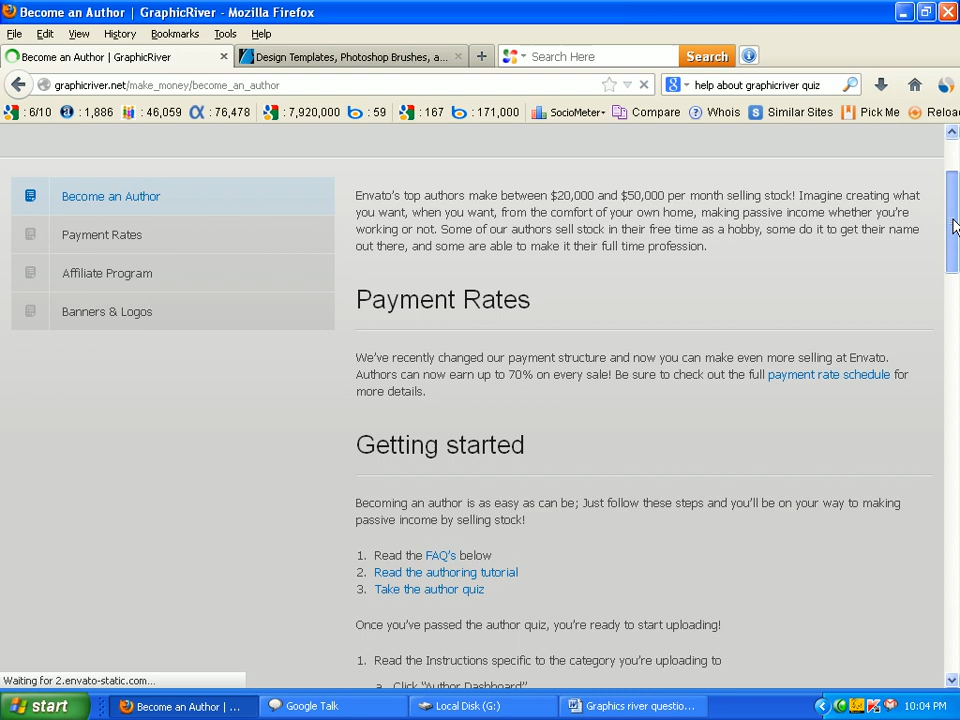 Become an Author | GraphicRiver - Mozilla Firefox
File Edit View History Bookmarks Tools Help
Become an Author | GraphicRiver
Design Templates, Photoshop Brushes, a...
Search Here
Search
graphicriver.net/make_money/become_an_author
help about graphicriver quiz
: 6/10 : 1,886 : 46,059 : 76,478 : 7,920,000 : 59 : 167 : 171,000 SocioMeter Compare Whois Similar Sites Pick Me Reloa
Become an Author
Payment Rates
Affiliate Program
Banners & Logos
Envato's top authors make between $20,000 and $50,000 per month selling stock! Imagine creating what
you want, when you want, from the comfort of your own home, making passive income whether you're
working or not. Some of our authors sell stock in their free time as a hobby, some do it to get their name
out there, and some are able to make it their full time profession.
Payment Rates
We've recently changed our payment structure and now you can make even more selling at Envato.
Authors can now earn up to 70% on every sale! Be sure to check out the full payment rate schedule for
more details.
Getting started
Becoming an author is as easy as can be; Just follow these steps and you'll be on your way to making
passive income by selling stock!
1. Read the FAQ's below
2. Read the authoring tutorial
3. Take the author quiz
Once you've passed the author quiz, you're ready to start uploading!
1. Read the Instructions specific to the category you're uploading to
a. Click "Author Dashboard"
Waiting for 2.envato-static.com...
start
Become an Author | ...
Google Talk
Local Disk (G:)
Graphics river questio...
10:04 PM